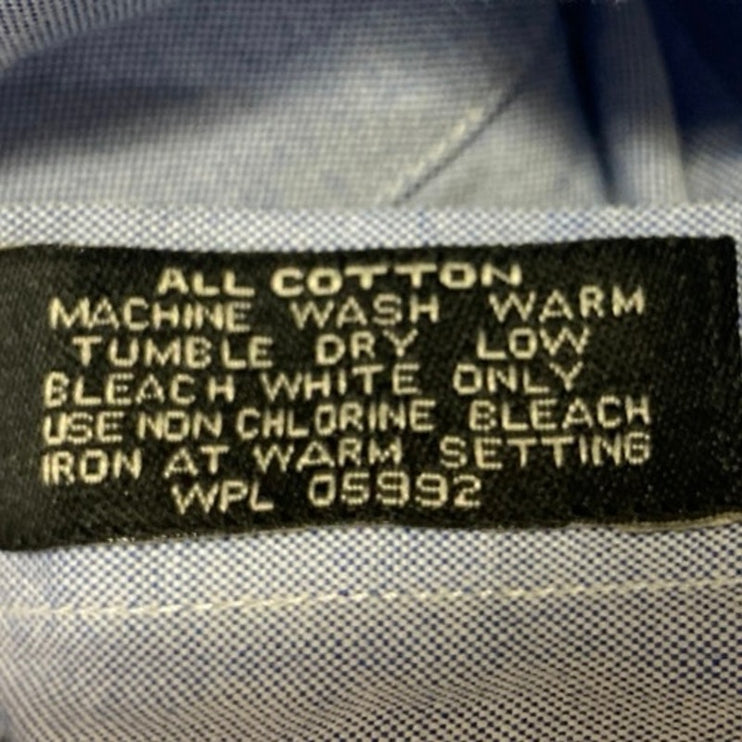 ALL COTTON
MACHINE WASH WARM
TUMBLE DRY LOW
BLEACH WHITE ONLY
USE NON CHLORINE BLEACH
IRON AT WARM SETTING
WPL 05992